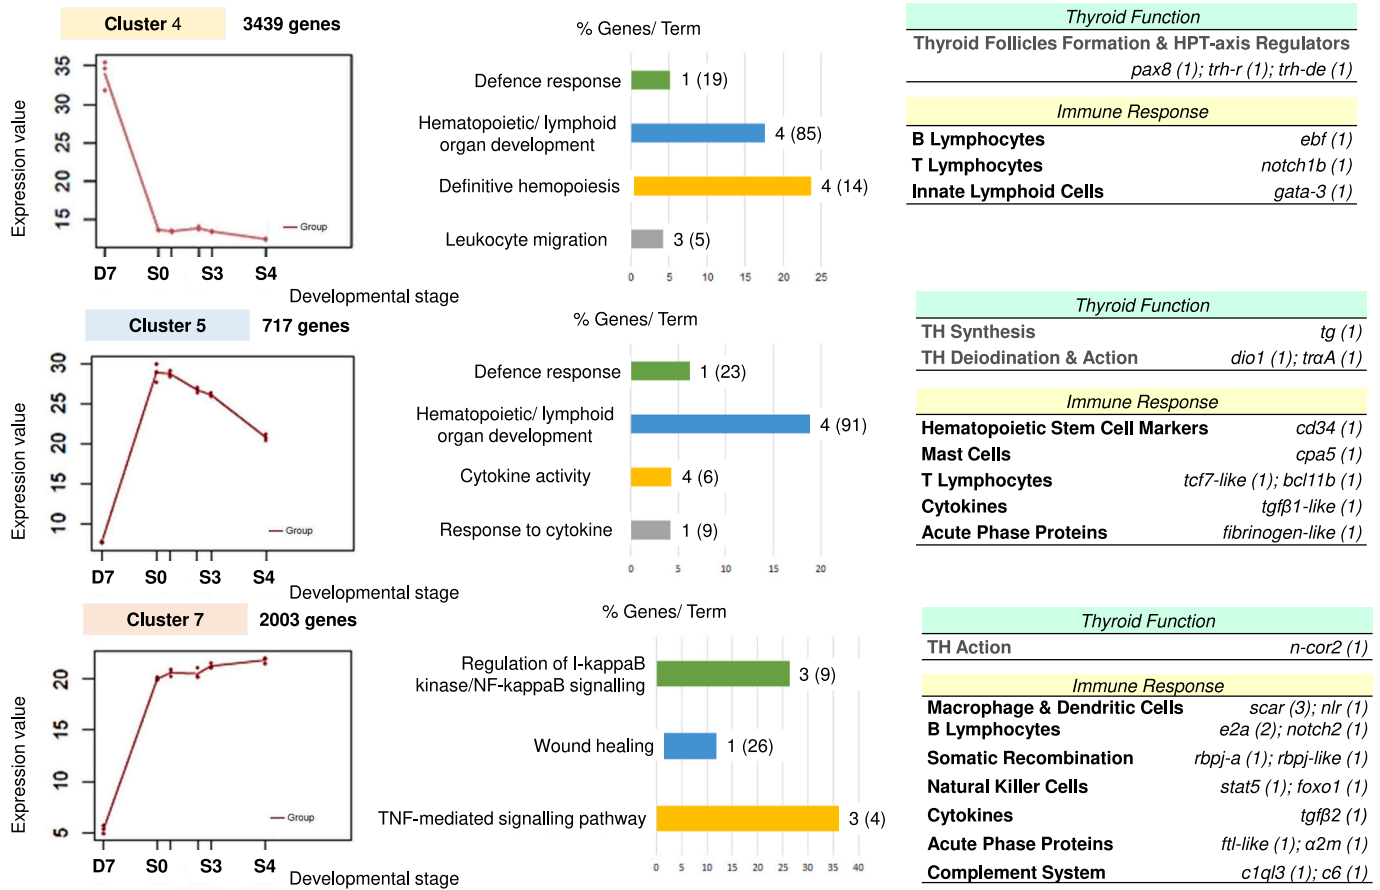 Cluster 4 3439 genes
Expression value
35
30
25
20
15
Group
D7 S0 S3 S4
Developmental stage
% Genes/ Term
Defence response 1 (19)
Hematopoietic/ lymphoid
organ development 4 (85)
Definitive hemopoiesis 4 (14)
Leukocyte migration 3 (5)
0 5 10 15 20 25
Thyroid Function
Thyroid Follicles Formation & HPT-axis Regulators
pax8 (1); trh-r (1); trh-de (1)
Immune Response
B Lymphocytes ebf (1)
T Lymphocytes notch1b (1)
Innate Lymphoid Cells gata-3 (1)
Cluster 5 717 genes
Expression value
30
25
20
15
10
Group
D7 S0 S3 S4
Developmental stage
% Genes/ Term
Defence response 1 (23)
Hematopoietic/ lymphoid
organ development 4 (91)
Cytokine activity 4 (6)
Response to cytokine 1 (9)
0 5 10 15 20
Thyroid Function
TH Synthesis tg (1)
TH Deiodination & Action dio1 (1); trαA (1)
Immune Response
Hematopoietic Stem Cell Markers cd34 (1)
Mast Cells cpa5 (1)
T Lymphocytes tcf7-like (1); bcl11b (1)
Cytokines tgfβ1-like (1)
Acute Phase Proteins fibrinogen-like (1)
Cluster 7 2003 genes
Expression value
20
15
10
5
Group
D7 S0 S3 S4
Developmental stage
% Genes/ Term
Regulation of I-kappaB
kinase/NF-kappaB signalling 3 (9)
Wound healing 1 (26)
TNF-mediated signalling pathway 3 (4)
0 5 10 15 20 25 30 35 40
Thyroid Function
TH Action n-cor2 (1)
Immune Response
Macrophage & Dendritic Cells scar (3); nlr (1)
B Lymphocytes e2a (2); notch2 (1)
Somatic Recombination rbpj-a (1); rbpj-like (1)
Natural Killer Cells stat5 (1); foxo1 (1)
Cytokines tgfβ2 (1)
Acute Phase Proteins ftl-like (1); α2m (1)
Complement System c1ql3 (1); c6 (1)